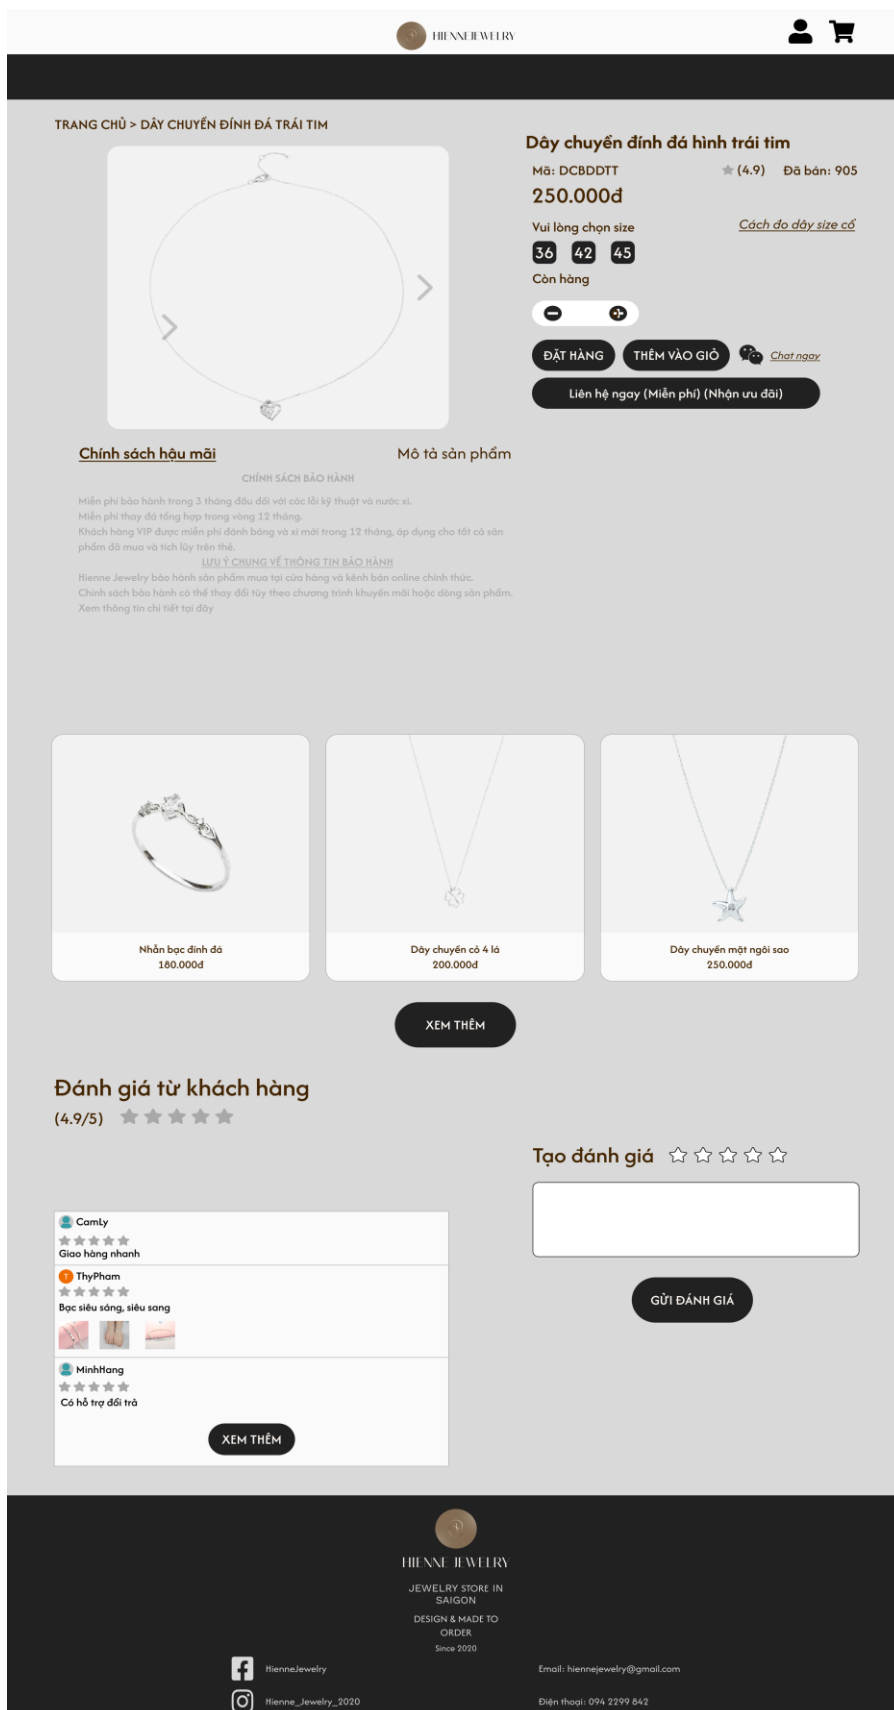 HIENNEJEWELRY
TRANG CHỦ > DÂY CHUYỀN ĐÍNH ĐÁ TRÁI TIM
Dây chuyền đính đá hình trái tim
Mã: DCBDDTT
(4.9)
Đã bán: 905
250.000đ
Vui lòng chọn size
Cách đo dây size cổ
36 42 45
Còn hàng
ĐẶT HÀNG
THÊM VÀO GIỎ
Chat ngay
Liên hệ ngay (Miễn phí) (Nhận ưu đãi)
Chính sách hậu mãi
Mô tả sản phẩm
CHÍNH SÁCH BẢO HÀNH
Miễn phí bảo hành trong 3 tháng đầu đối với các lỗi kỹ thuật và nước xi.
Miễn phí thay đá tổng hợp trong vòng 12 tháng.
Khách hàng VIP được miễn phí đánh bóng và xi mới trong 12 tháng, áp dụng cho tất cả sản
phẩm đã mua và tích lũy trên thẻ.
LƯU Ý CHUNG VỀ THÔNG TIN BẢO HÀNH
Hienne Jewelry bảo hành sản phẩm mua tại cửa hàng và kênh bán online chính thức.
Chính sách bảo hành có thể thay đổi tùy theo chương trình khuyến mãi hoặc dòng sản phẩm.
Xem thông tin chi tiết tại đây
Nhẫn bạc đính đá
180.000đ
Dây chuyền cỏ 4 lá
200.000đ
Dây chuyền mặt ngôi sao
250.000đ
XEM THÊM
Đánh giá từ khách hàng
(4.9/5)
Tạo đánh giá
CamLy
Giao hàng nhanh
T ThyPham
Bạc siêu sáng, siêu sang
MinhHang
Có hỗ trợ đổi trả
XEM THÊM
GỬI ĐÁNH GIÁ
HIENNE JEWELRY
JEWELRY STORE IN
SAIGON
DESIGN & MADE TO
ORDER
Since 2020
HienneJewelry
Email: hiennejewelry@gmail.com
Hienne_Jewelry_2020
Điện thoại: 094 2299 842